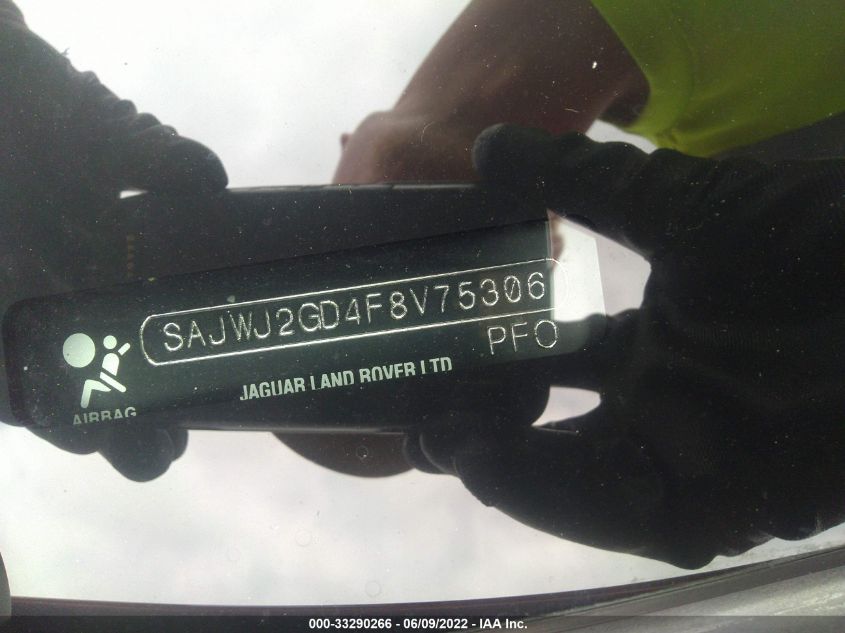 SAJWJ2GD4F8V75306
PFO
JAGUAR LAND ROVER LTD
AIRBAG
000-33290266 - 06/09/2022 - IAA Inc.